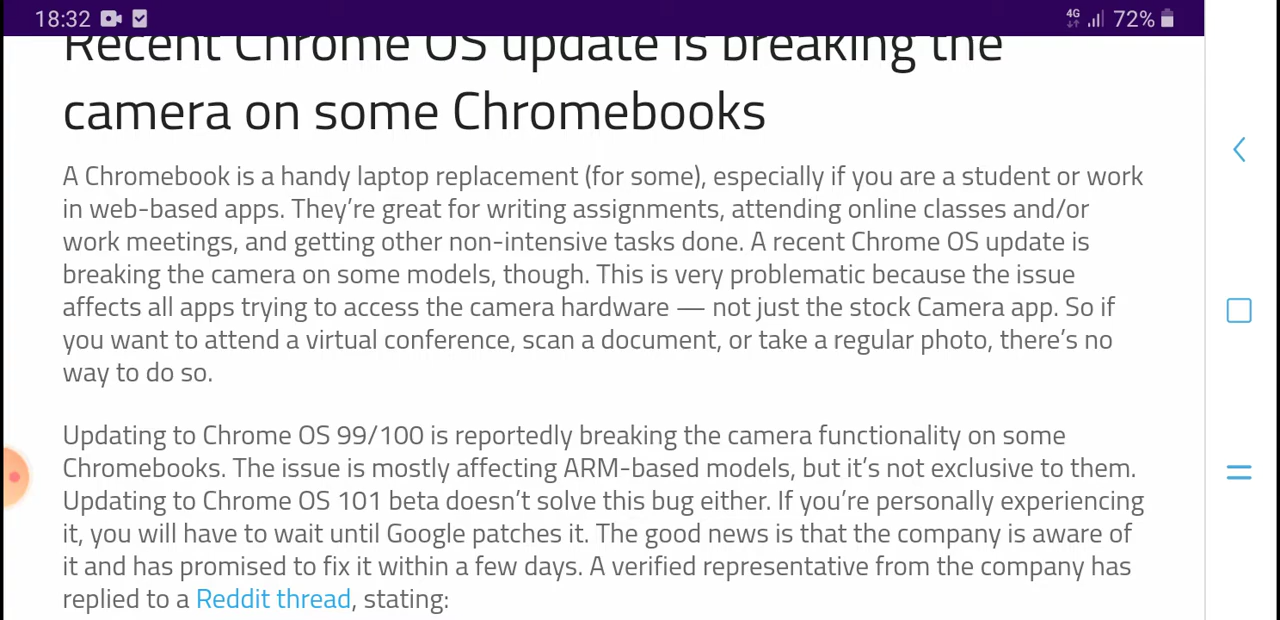 18:32
4G 72%
Recent Chrome OS update is breaking the
camera on some Chromebooks
A Chromebook is a handy laptop replacement (for some), especially if you are a student or work
in web-based apps. They're great for writing assignments, attending online classes and/or
work meetings, and getting other non-intensive tasks done. A recent Chrome OS update is
breaking the camera on some models, though. This is very problematic because the issue
affects all apps trying to access the camera hardware — not just the stock Camera app. So if
you want to attend a virtual conference, scan a document, or take a regular photo, there's no
way to do so.
Updating to Chrome OS 99/100 is reportedly breaking the camera functionality on some
Chromebooks. The issue is mostly affecting ARM-based models, but it's not exclusive to them.
Updating to Chrome OS 101 beta doesn't solve this bug either. If you're personally experiencing
it, you will have to wait until Google patches it. The good news is that the company is aware of
it and has promised to fix it within a few days. A verified representative from the company has
replied to a Reddit thread, stating: